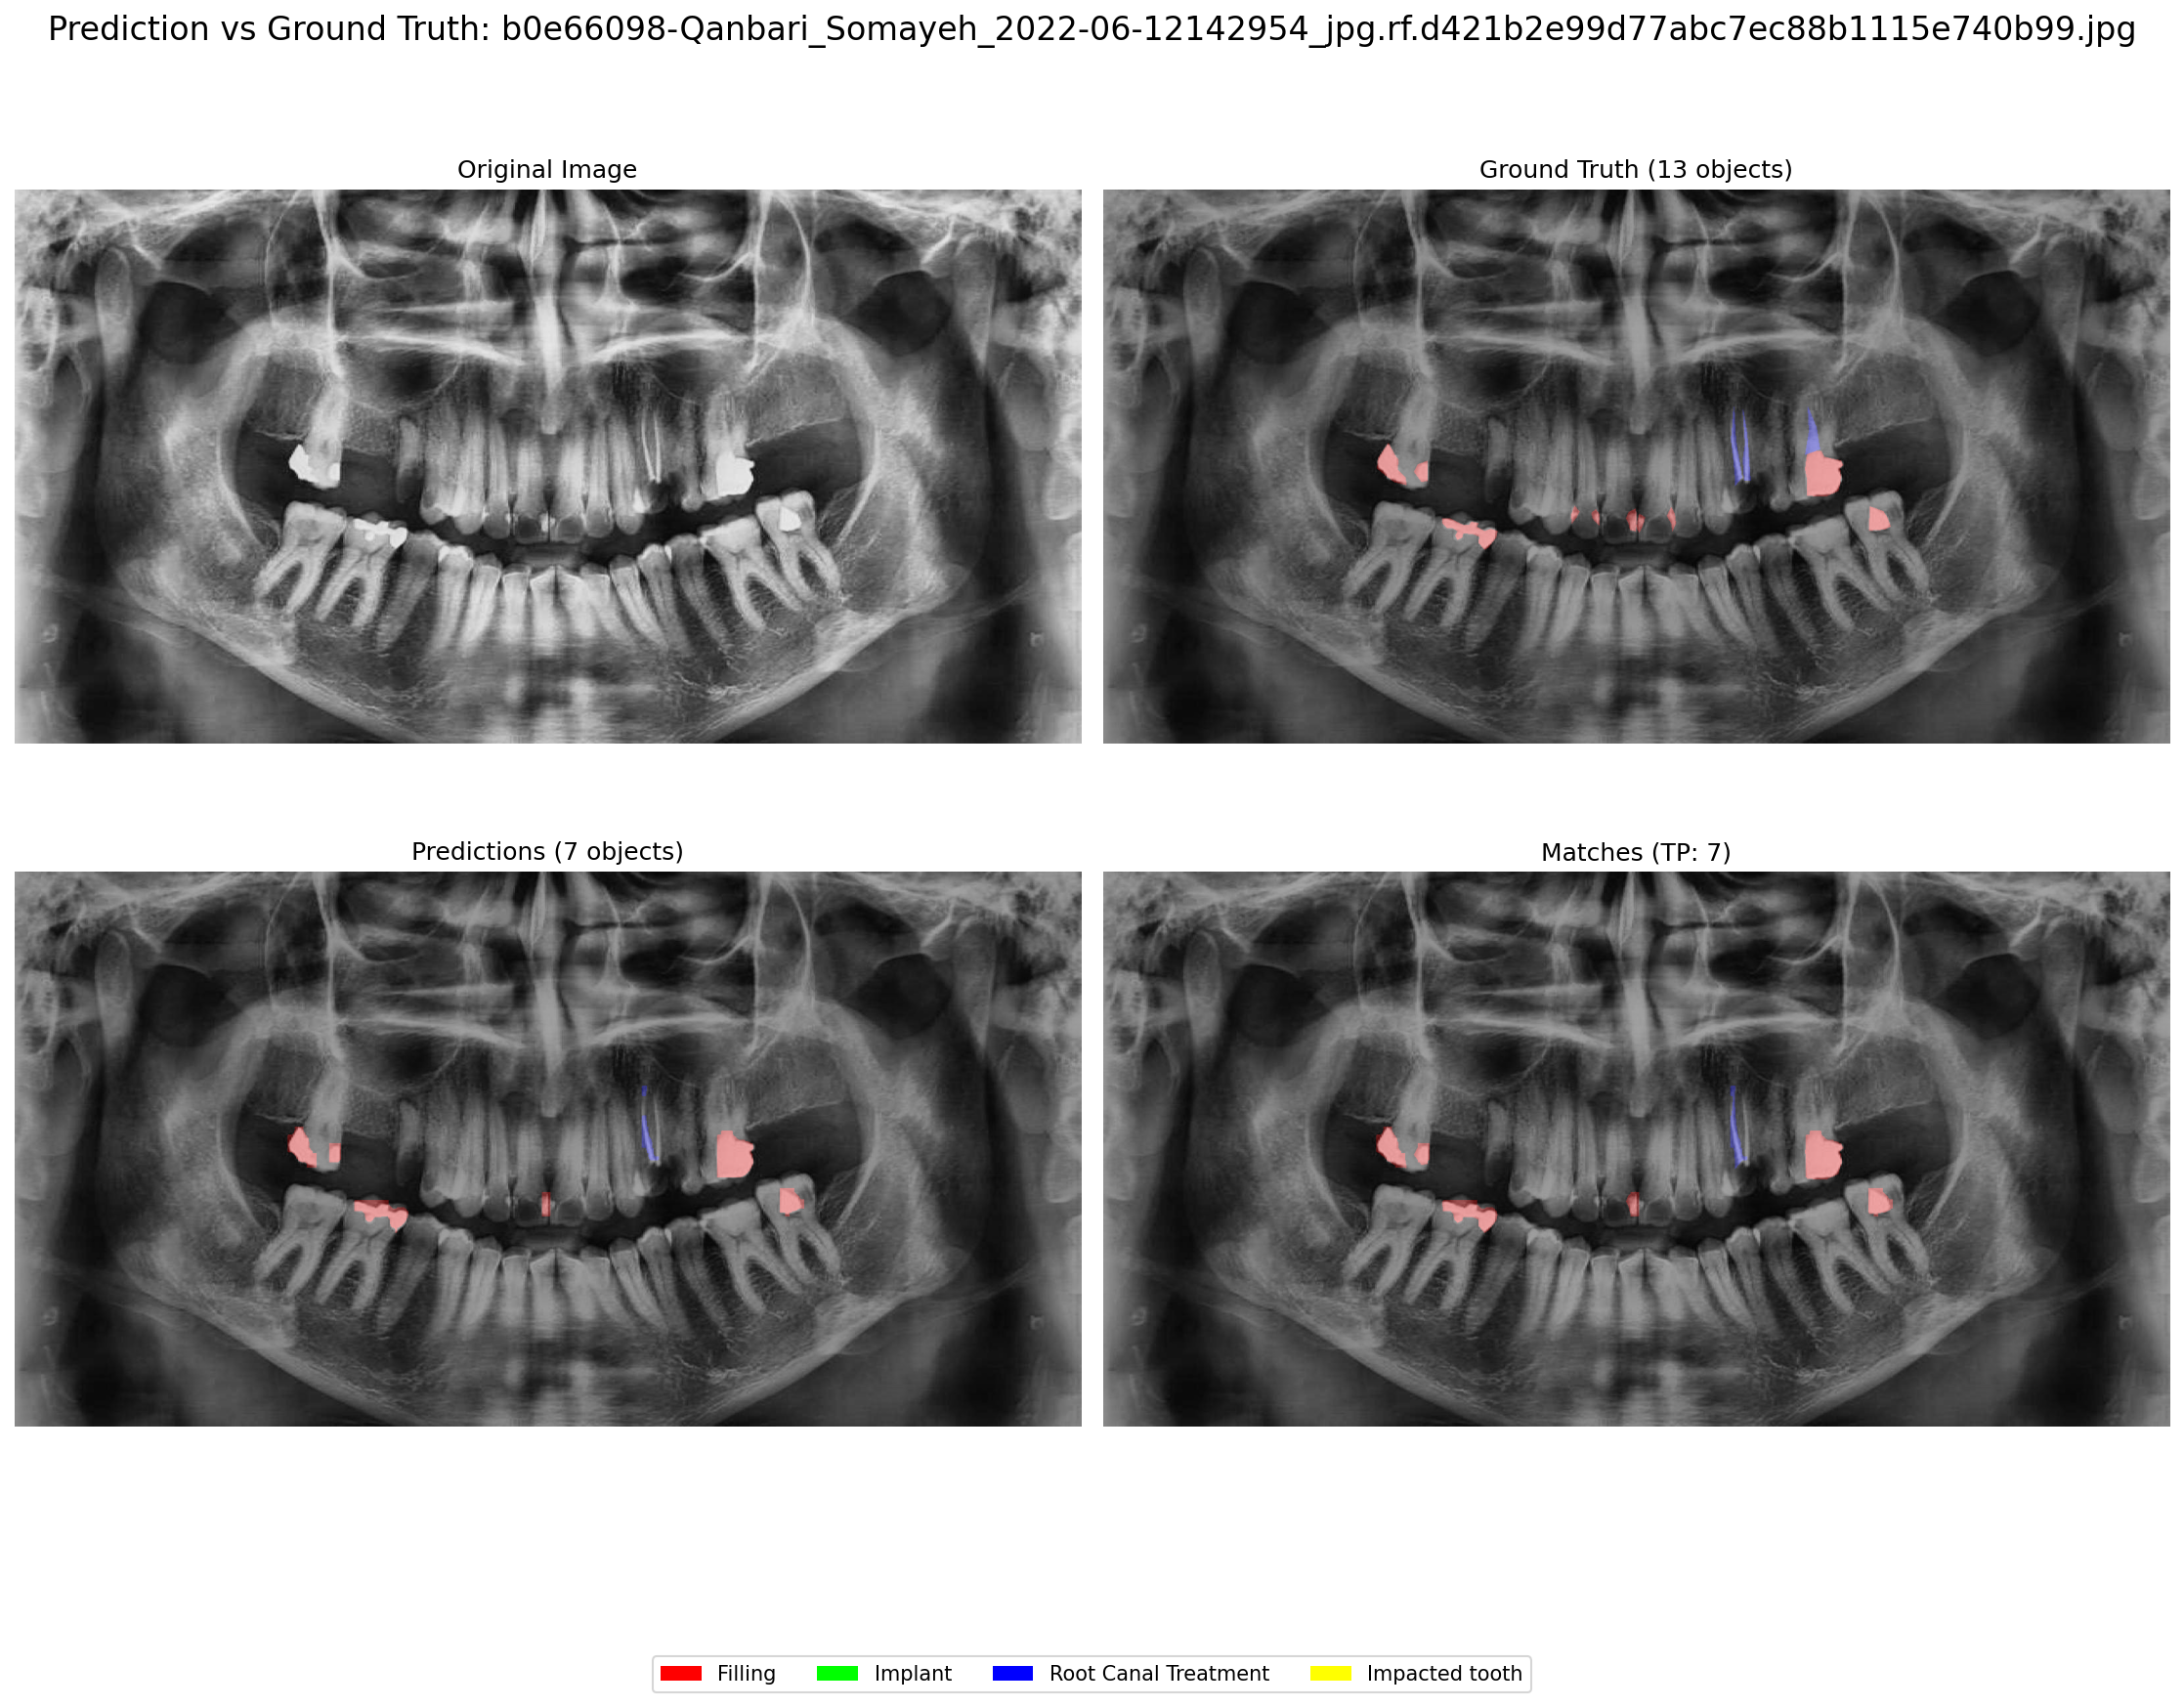 Prediction vs Ground Truth: b0e66098-Qanbari_Somayeh_2022-06-12142954_jpg.rf.d421b2e99d77abc7ec88b1115e740b99.jpg
Original Image
Ground Truth (13 objects)
Predictions (7 objects)
Matches (TP: 7)
Filling
Implant
Root Canal Treatment
Impacted tooth